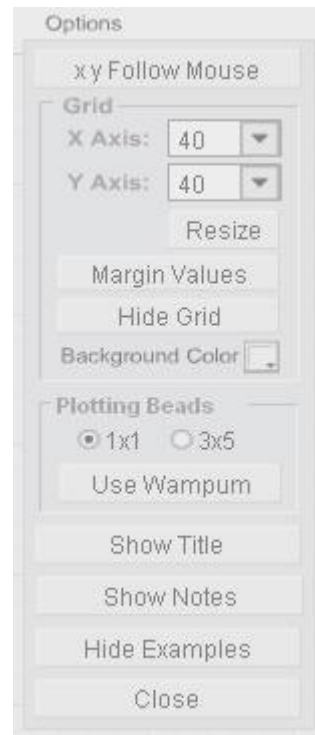 Options
x y Follow Mouse
Grid
X Axis: 40
Y Axis: 40
Resize
Margin Values
Hide Grid
Background Color
Plotting Beads
1x1 3x5
Use Wampum
Show Title
Show Notes
Hide Examples
Close